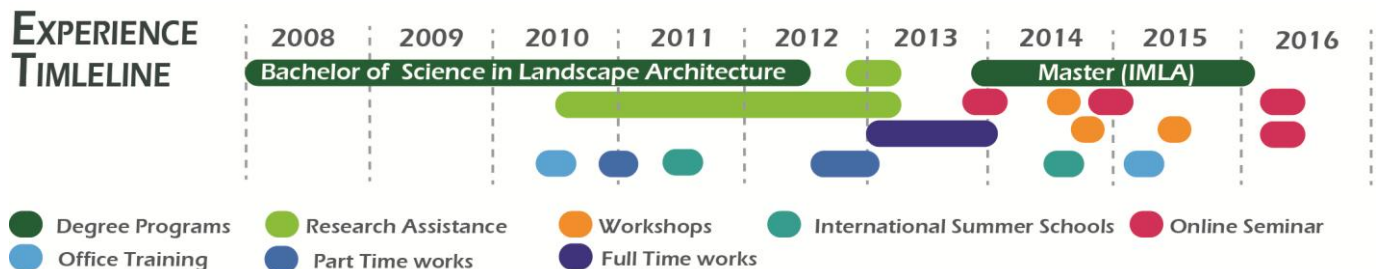 EXPERIENCE
TIMLELINE
2008 2009 2010 2011 2012 2013 2014 2015 2016
Bachelor of Science in Landscape Architecture Master (IMLA)
Degree Programs Research Assistance Workshops International Summer Schools Online Seminar
Office Training Part Time works Full Time works